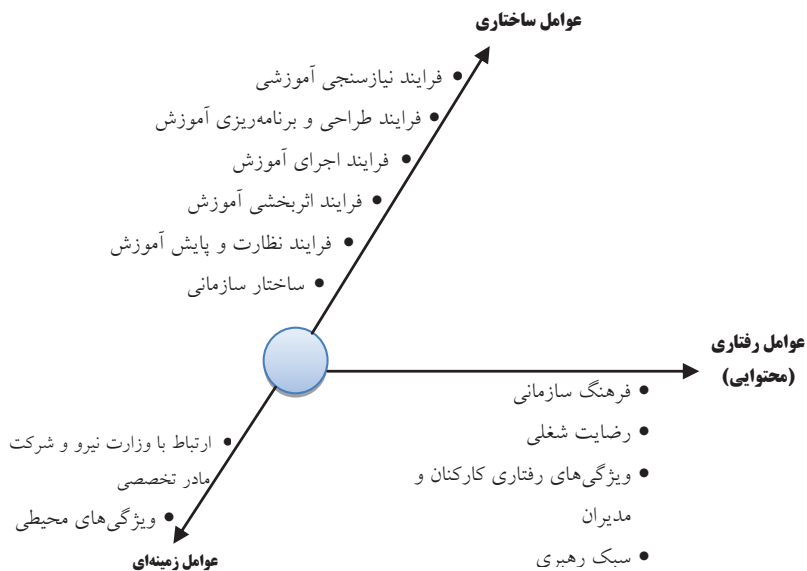 عوامل ساختاری
● فرایند نیازسنجی آموزشی
● فرایند طراحی و برنامه‌ریزی آموزش
● فرایند اجرای آموزش
● فرایند اثربخشی آموزش
● فرایند نظارت و پایش آموزش
● ساختار سازمانی
عوامل رفتاری
(محتوایی)
● فرهنگ سازمانی
● رضایت شغلی
● ویژگی‌های رفتاری کارکنان و
مدیران
● سبک رهبری
● ارتباط با وزارت نیرو و شرکت
مادر تخصصی
● ویژگی‌های محیطی
عوامل زمینه‌ای